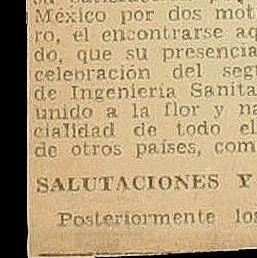 México por dos mot
ro, el encontrarse aq
do, que su presencia
celebración del seg
de Ingeniería Sanita
unido a la flor y na
cialidad de todo el
de otros países, com
SALUTACIONES Y
Posteriormente los